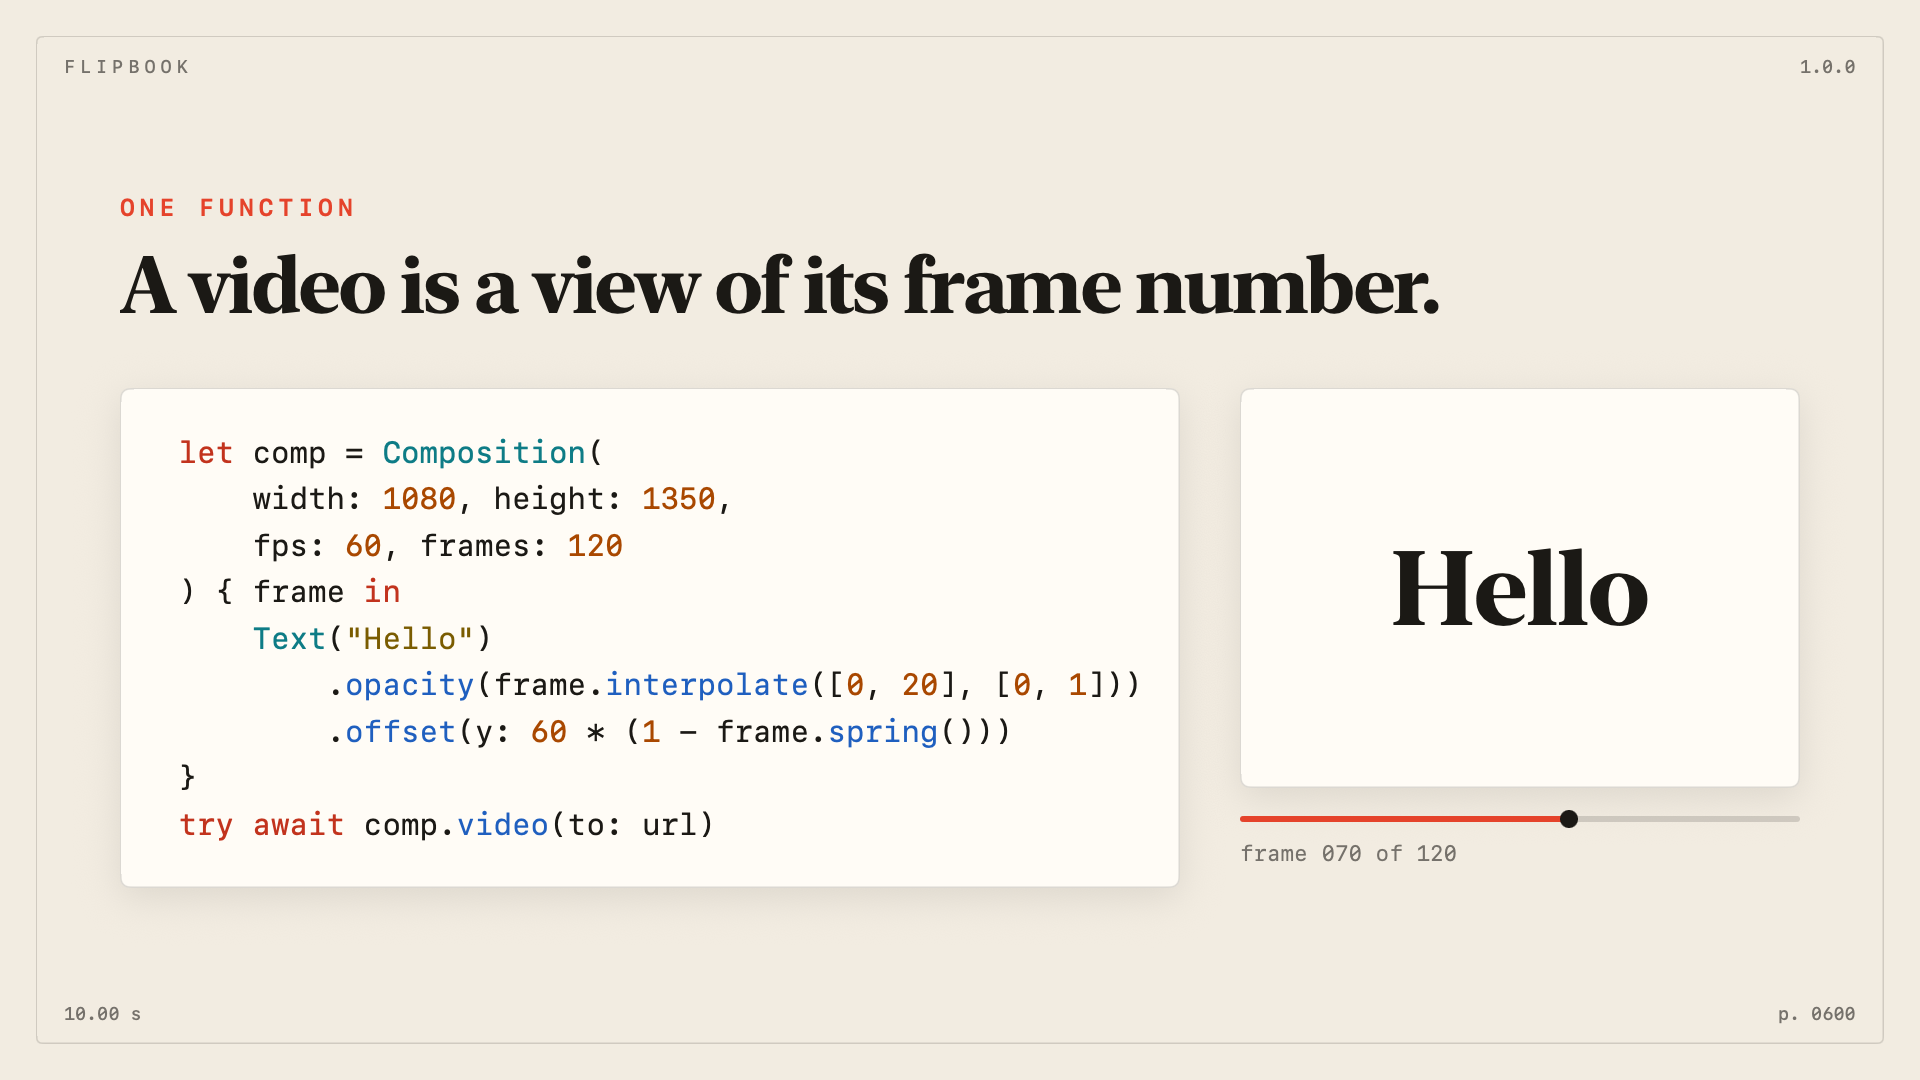 FLIPBOOK
1.0.0
ONE FUNCTION
A video is a view of its frame number.
let comp = Composition(
    width: 1080, height: 1350,
    fps: 60, frames: 120
) { frame in
    Text("Hello")
        .opacity(frame.interpolate([0, 20], [0, 1]))
        .offset(y: 60 * (1 - frame.spring()))
}
try await comp.video(to: url)
Hello
frame 070 of 120
10.00 s
p. 0600